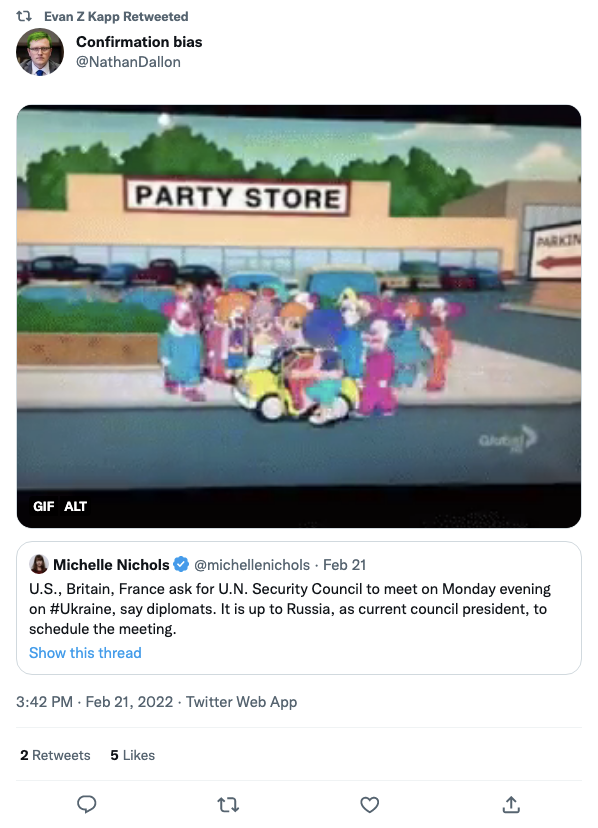 Evan Z Kapp Retweeted
Confirmation bias
@NathanDallon
PARTY STORE
PARKIN
Global
GIF ALT
Michelle Nichols @michellenichols · Feb 21
U.S., Britain, France ask for U.N. Security Council to meet on Monday evening
on #Ukraine, say diplomats. It is up to Russia, as current council president, to
schedule the meeting.
Show this thread
3:42 PM · Feb 21, 2022 · Twitter Web App
2 Retweets 5 Likes